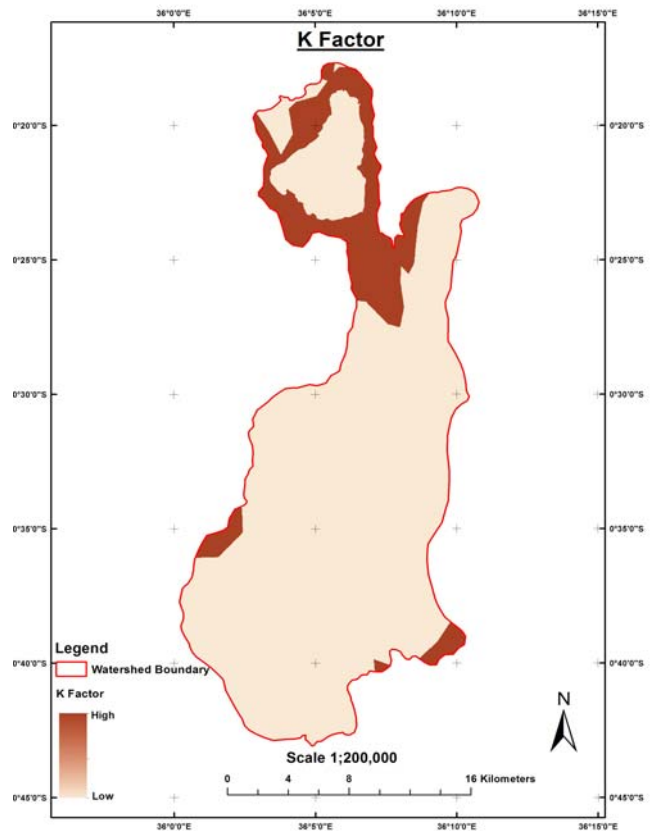 36°0'0"E 36°5'0"E 36°10'0"E 36°15'0"E
K Factor
0°20'0"S 0°20'0"S
0°25'0"S 0°25'0"S
0°30'0"S 0°30'0"S
0°35'0"S 0°35'0"S
Legend
0°40'0"S 0°40'0"S
Watershed Boundary
K Factor
High
N
Scale 1;200,000
0 4 8 16 Kilometers
Low
0°45'0"S 0°45'0"S
36°0'0"E 36°5'0"E 36°10'0"E 36°15'0"E